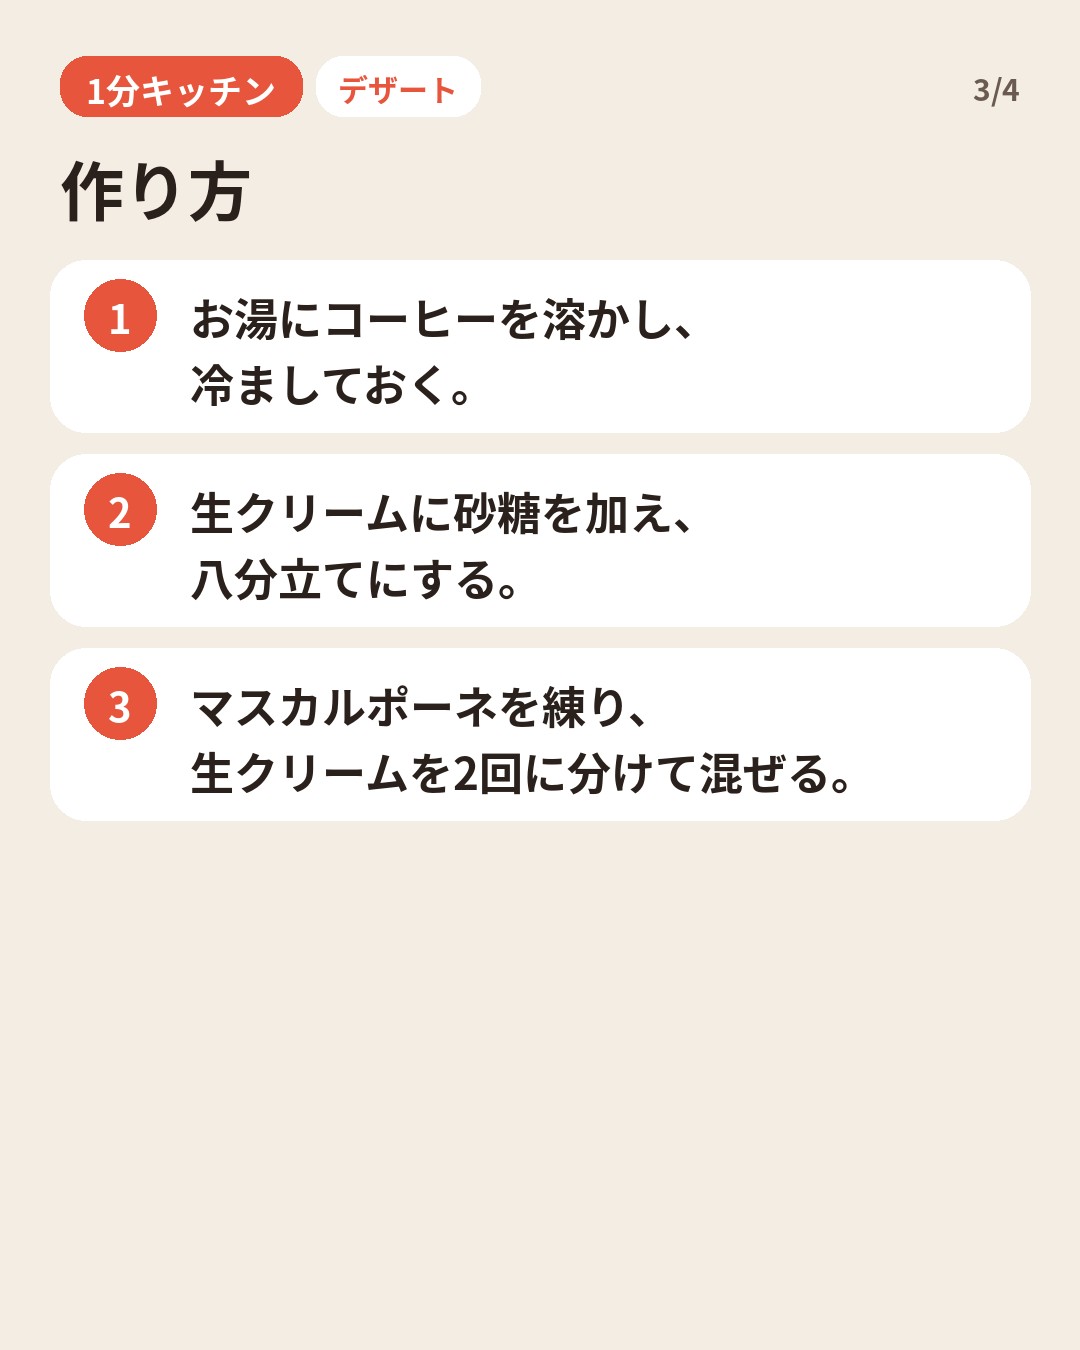 1分キッチン
デザート
3/4
作り方
1
お湯にコーヒーを溶かし、
冷ましておく。
2
生クリームに砂糖を加え、
八分立てにする。
3
マスカルポーネを練り、
生クリームを2回に分けて混ぜる。